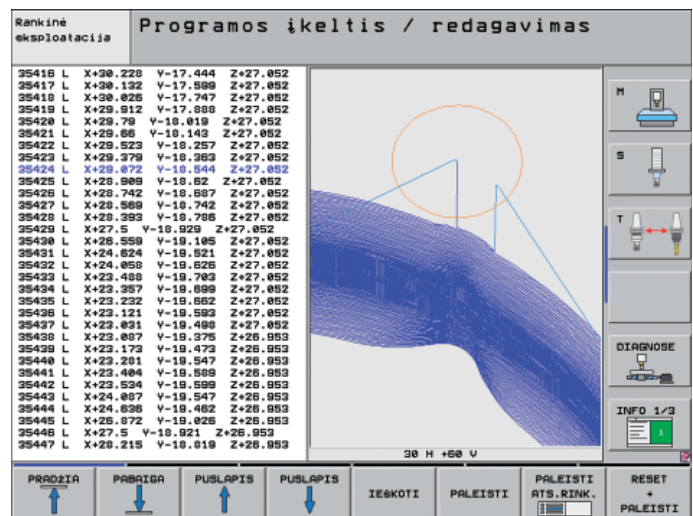 Rankinė
eksploatacija
Programos įkeltis / redagavimas
35416 L X+30.228 Y-17.444 Z+27.052
35417 L X+30.132 Y-17.599 Z+27.052
35418 L X+30.026 Y-17.747 Z+27.052
35419 L X+29.912 Y-17.888 Z+27.052
35420 L X+29.79 Y-18.019 Z+27.052
35421 L X+29.66 Y-18.143 Z+27.052
35422 L X+29.523 Y-18.257 Z+27.052
35423 L X+29.379 Y-18.363 Z+27.052
35424 L X+29.072 Y-18.544 Z+27.052
35425 L X+28.909 Y-18.62 Z+27.052
35426 L X+28.742 Y-18.687 Z+27.052
35427 L X+28.569 Y-18.742 Z+27.052
35428 L X+28.393 Y-18.786 Z+27.052
35429 L X+27.5 Y-18.929 Z+27.052
35430 L X+26.559 Y-19.105 Z+27.052
35431 L X+24.624 Y-19.521 Z+27.052
35432 L X+24.058 Y-19.626 Z+27.052
35433 L X+23.488 Y-19.703 Z+27.052
35434 L X+23.357 Y-19.699 Z+27.052
35435 L X+23.232 Y-19.662 Z+27.052
35436 L X+23.121 Y-19.593 Z+27.052
35437 L X+23.031 Y-19.498 Z+27.052
35438 L X+23.087 Y-19.375 Z+26.953
35439 L X+23.173 Y-19.473 Z+26.953
35440 L X+23.281 Y-19.547 Z+26.953
35441 L X+23.404 Y-19.589 Z+26.953
35442 L X+23.534 Y-19.599 Z+26.953
35443 L X+24.087 Y-19.547 Z+26.953
35444 L X+24.636 Y-19.462 Z+26.953
35445 L X+26.872 Y-19.026 Z+26.953
35446 L X+27.5 Y-18.921 Z+26.953
35447 L X+28.215 Y-18.819 Z+26.953
30 H +60 V
M
S
T
DIAGNOSE
INFO 1/3
PRADŽIA
PABAIGA
PUSLAPIS
PUSLAPIS
IEŠKOTI
PALEISTI
PALEISTI
ATS.RINK.
RESET
+
PALEISTI